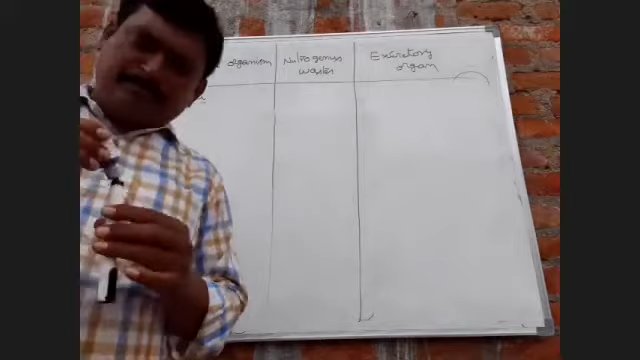 organism
Nitrogenous
wastes
Excretory
organ